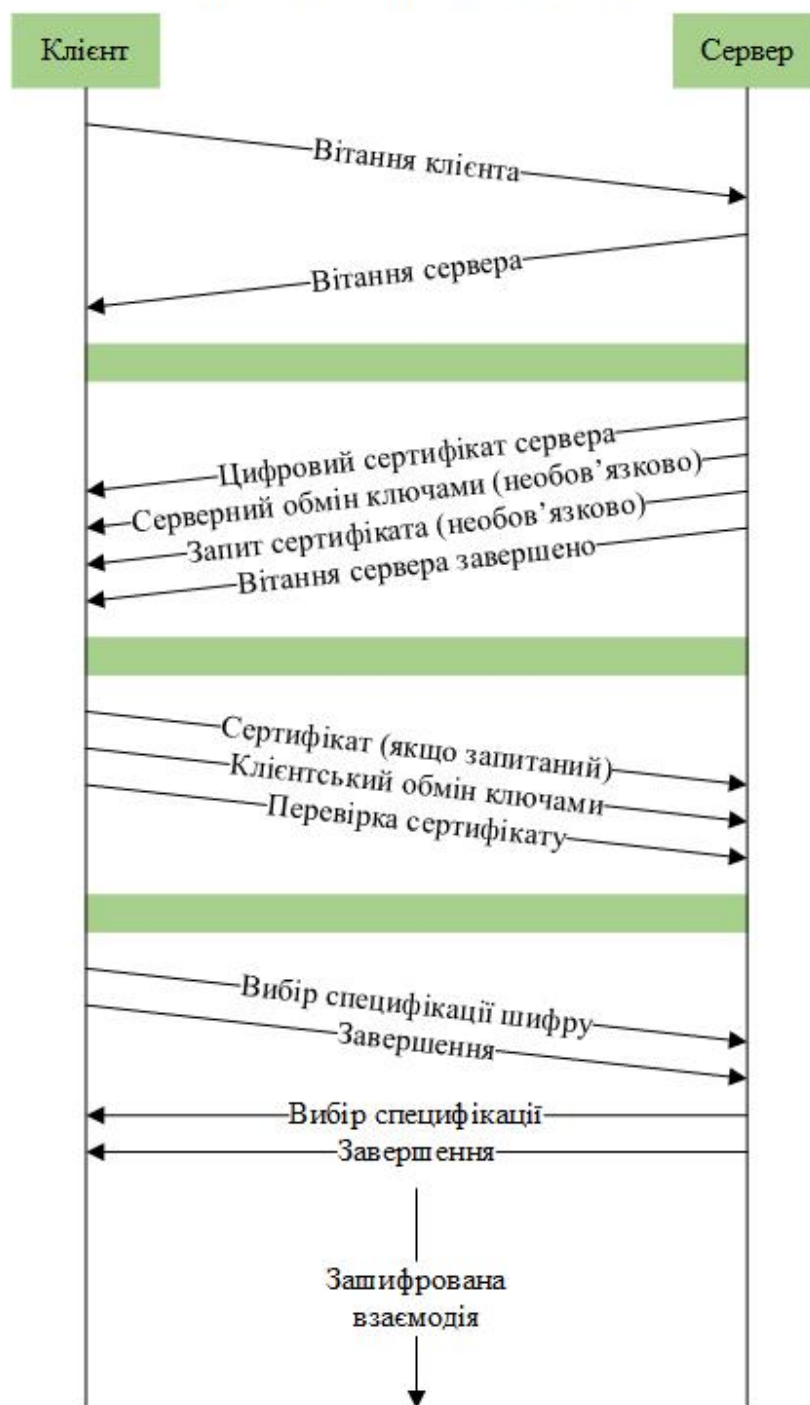 Клієнт
Сервер
Вітання клієнта
Вітання сервера
Цифровий сертифікат сервера
Серверний обмін ключами (необов’язково)
Запит сертифіката (необов’язково)
Вітання сервера завершено
Сертифікат (якщо запитаний)
Клієнтський обмін ключами
Перевірка сертифікату
Вибір специфікації шифру
Завершення
Вибір специфікації
Завершення
Зашифрована
взаємодія